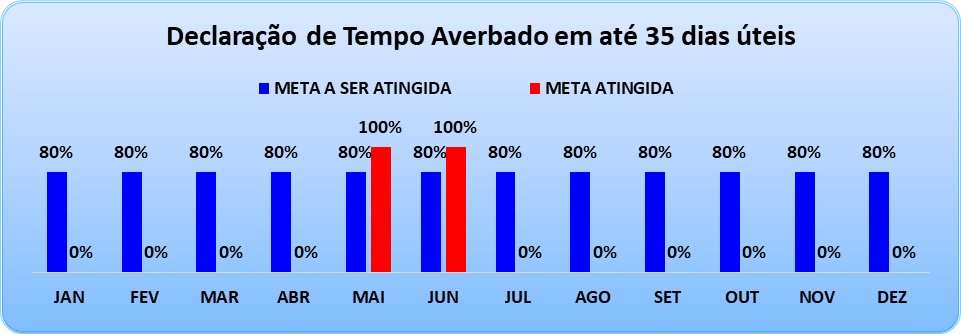 Declaração de Tempo Averbado em até 35 dias úteis
META A SER ATINGIDA META ATINGIDA
100% 100%
80% 80% 80% 80% 80% 80% 80% 80% 80% 80% 80% 80%
0% 0% 0% 0% 0% 0% 0% 0% 0% 0%
JAN FEV MAR ABR MAI JUN JUL AGO SET OUT NOV DEZ